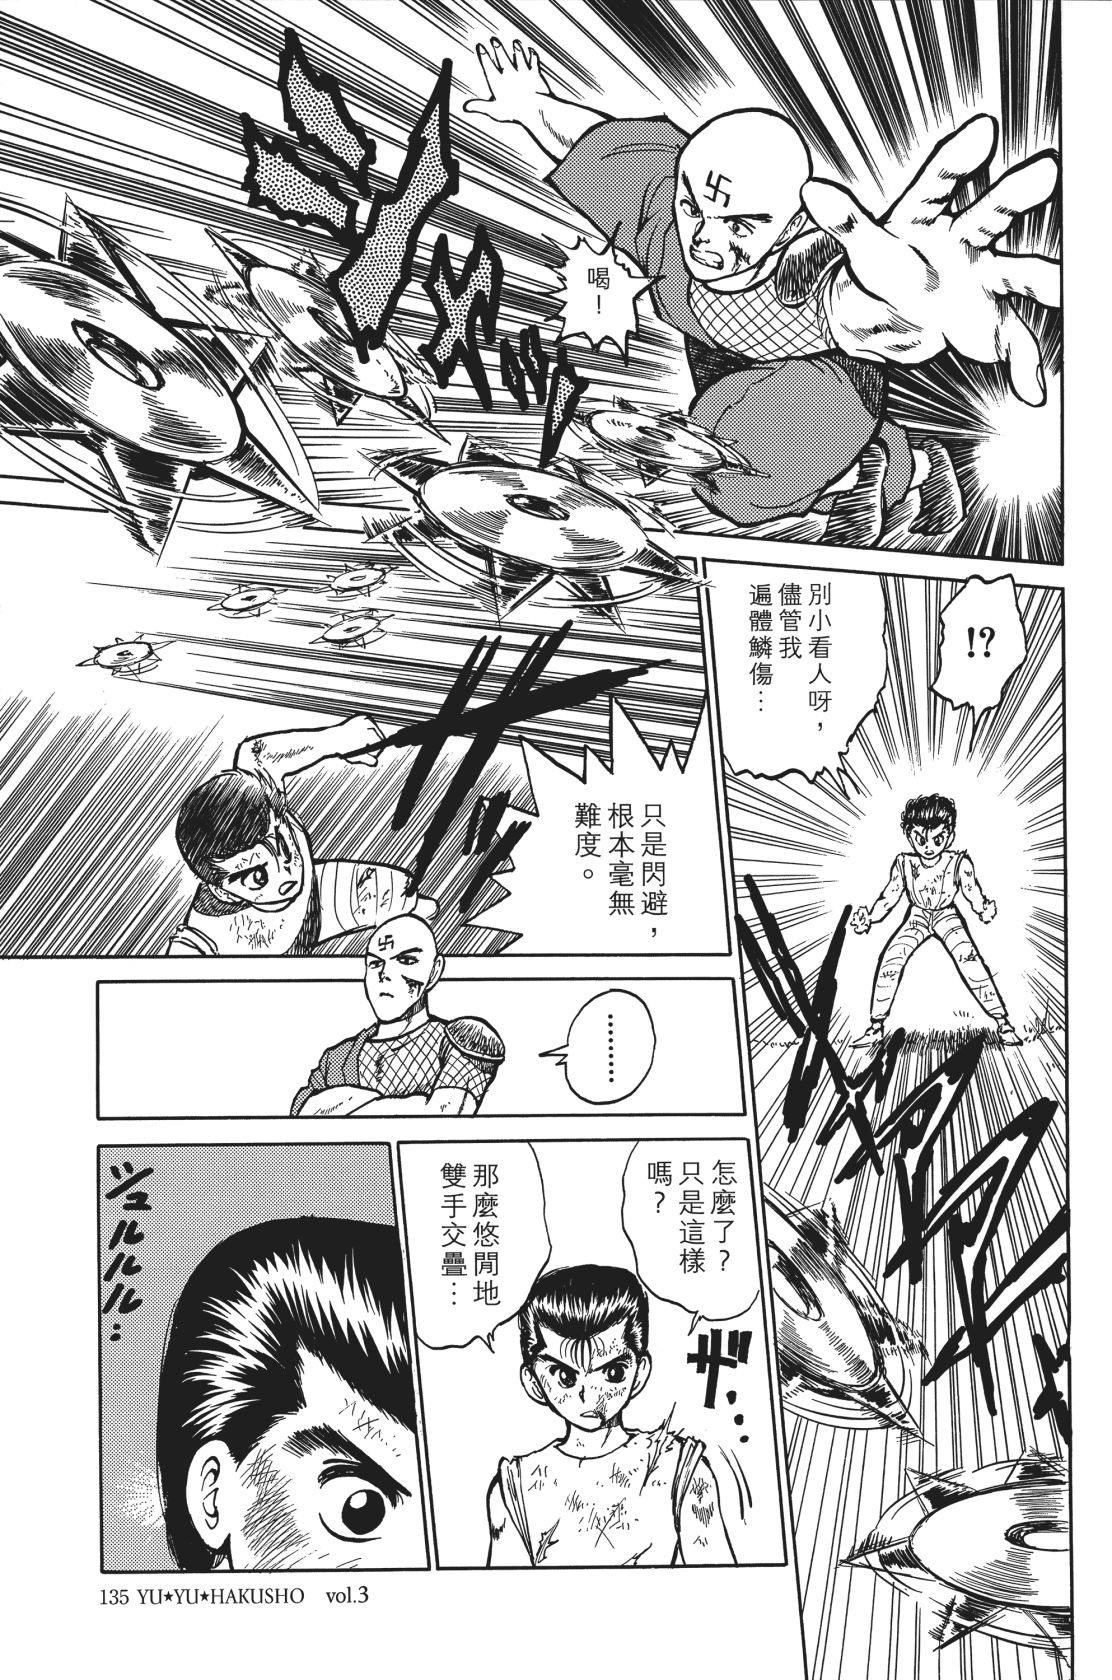 喝！
!?
別小看人呀，
儘管我
遍體鱗傷…
只是閃避，
根本毫無
難度。
………
怎麼了？
只是這樣
嗎？
ザ…
那麼悠閒地
雙手交疊…
シュルルル…
135 YU★YU★HAKUSHO vol.3